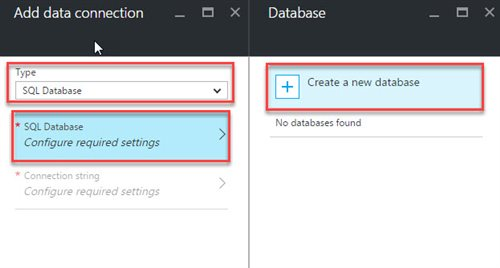 Add data connection
Type
SQL Database
* SQL Database
Configure required settings
* Connection string
Configure required settings
Database
Create a new database
No databases found